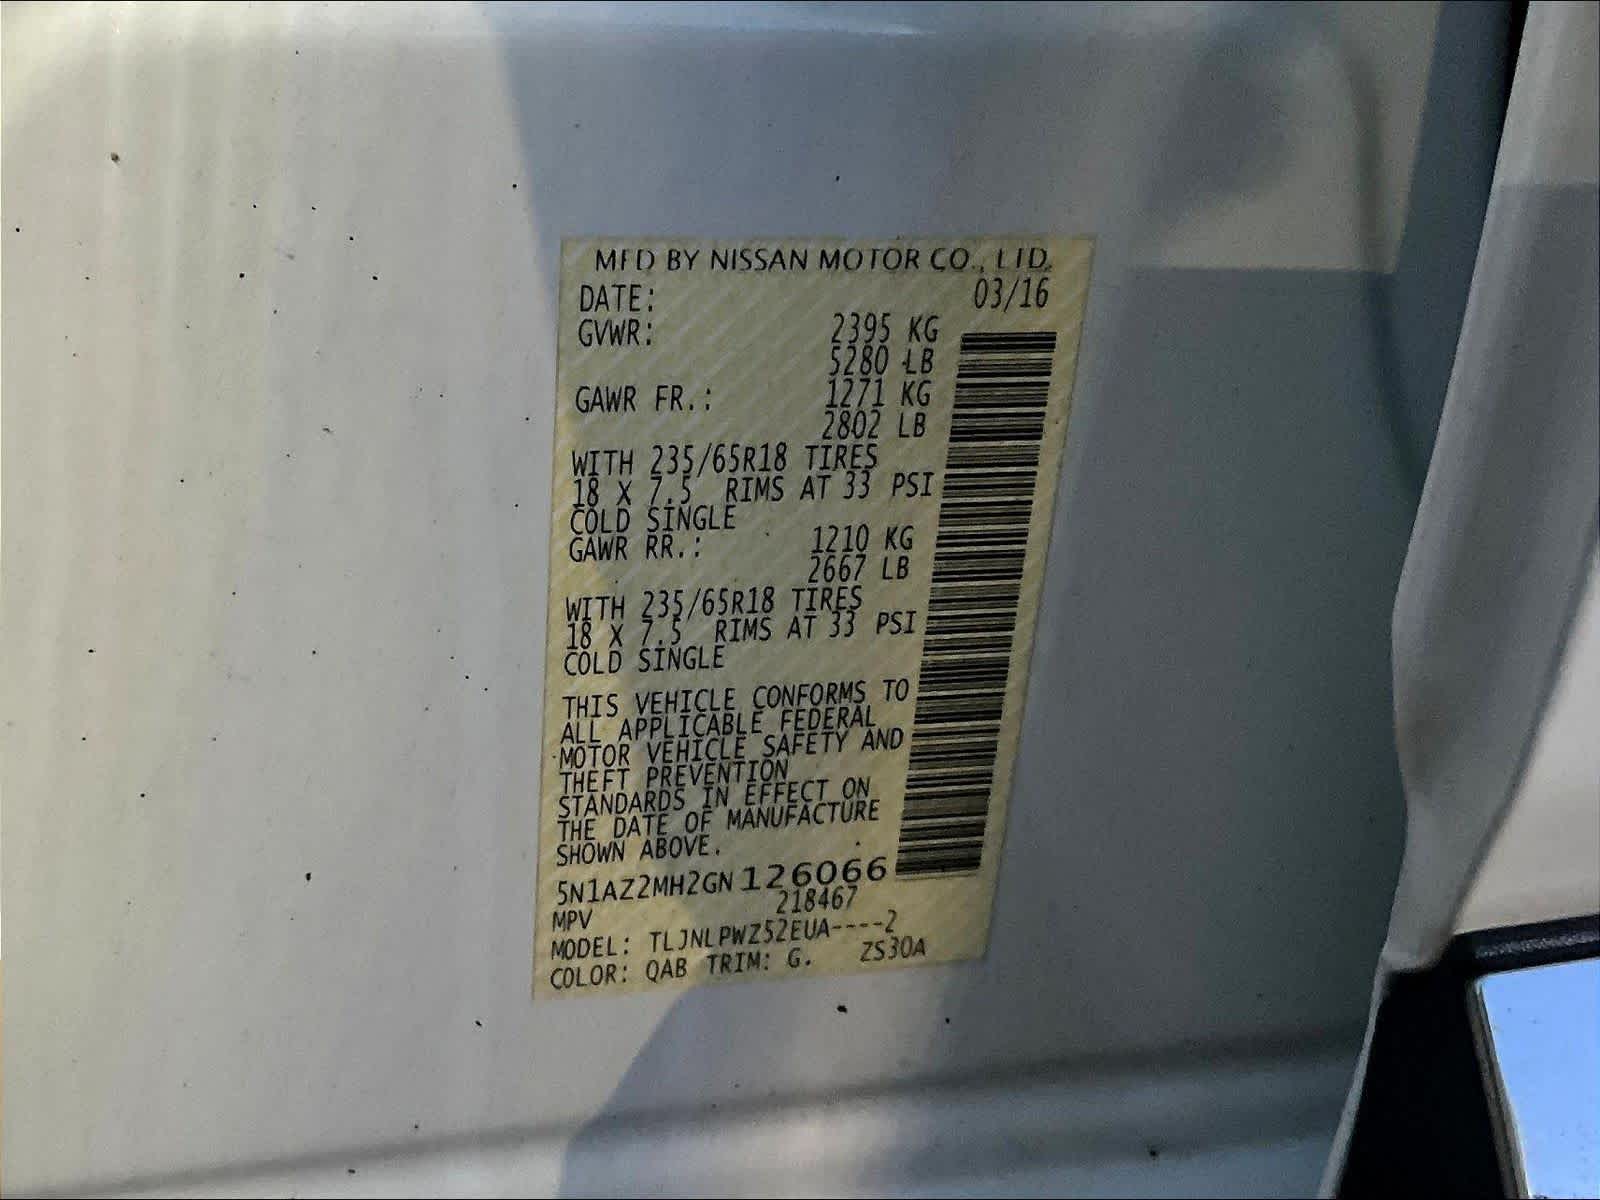 MFD BY NISSAN MOTOR CO., LTD.
DATE: 03/16
GVWR: 2395 KG
5280 LB
GAWR FR.: 1271 KG
2802 LB
WITH 235/65R18 TIRES
18 X 7.5 RIMS AT 33 PSI
COLD SINGLE
GAWR RR.: 1210 KG
2667 LB
WITH 235/65R18 TIRES
18 X 7.5 RIMS AT 33 PSI
COLD SINGLE
THIS VEHICLE CONFORMS TO
ALL APPLICABLE FEDERAL
MOTOR VEHICLE SAFETY AND
THEFT PREVENTION
STANDARDS IN EFFECT ON
THE DATE OF MANUFACTURE
SHOWN ABOVE.
5N1AZ2MH2GN126066
MPV 218467
MODEL: TLJNLPWZ52EUA----2
COLOR: QAB TRIM: G. ZS30A